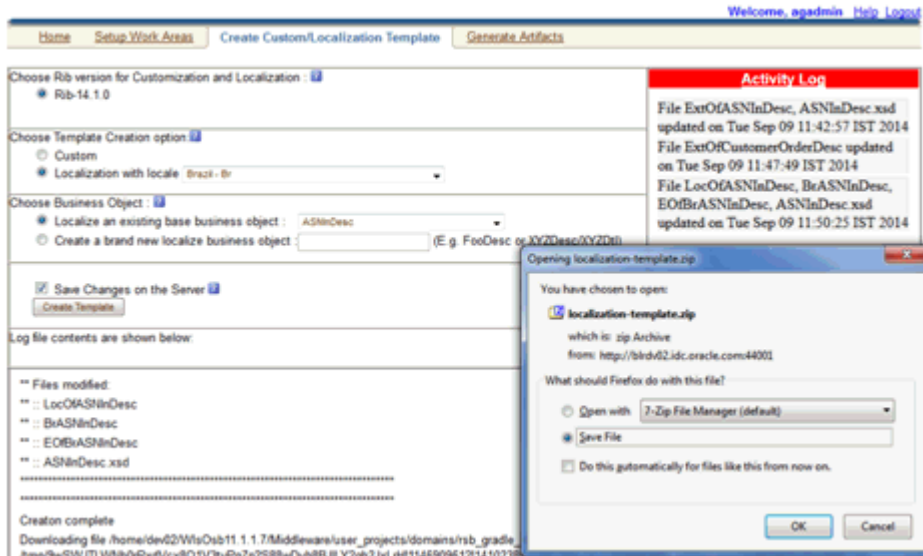 Welcome, agadmin Help Logout
Home Setup Work Areas Create Custom/Localization Template Generate Artifacts
Choose Rib version for Customization and Localization :
Rib-14.1.0
Choose Template Creation option:
Custom
Localization with locale Brazil - Br
Choose Business Object :
Localize an existing base business object : ASNInDesc
Create a brand new localize business object : (E.g. FooDesc or XYZDesc/XYZDtl)
Save Changes on the Server
Create Template
Log file contents are shown below:
** Files modified:
** :: LocOfASNInDesc
** :: BrASNInDesc
** :: EOfBrASNInDesc
** :: ASNInDesc.xsd
Creaton complete
Downloading file /home/dev02/WlsOsb11.1.1.7/Middleware/user_projects/domains/rsb_gradle_
Activity Log
File ExtOfASNInDesc, ASNInDesc.xsd
updated on Tue Sep 09 11:42:57 IST 2014
File ExtOfCustomerOrderDesc updated
on Tue Sep 09 11:47:49 IST 2014
File LocOfASNInDesc, BrASNInDesc,
EOfBrASNInDesc, ASNInDesc.xsd
updated on Tue Sep 09 11:50:25 IST 2014
Opening localization-template.zip
You have chosen to open:
localization-template.zip
which is: zip Archive
from: http://blrdv02.idc.oracle.com:44001
What should Firefox do with this file?
Open with 7-Zip File Manager (default)
Save File
Do this automatically for files like this from now on.
OK Cancel